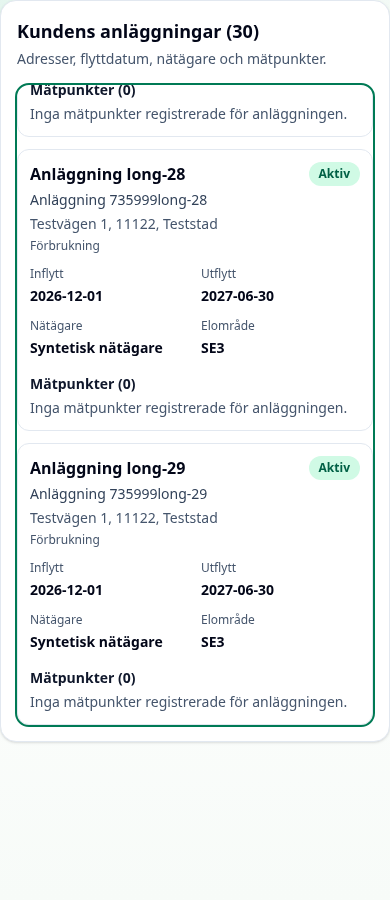 Kundens anläggningar (30)
Adresser, flyttdatum, nätägare och mätpunkter.
Mätpunkter (0)
Inga mätpunkter registrerade för anläggningen.
Anläggning long-28 Aktiv
Anläggning 735999long-28
Testvägen 1, 11122, Teststad
Förbrukning
Inflytt Utflytt
2026-12-01 2027-06-30
Nätägare Elområde
Syntetisk nätägare SE3
Mätpunkter (0)
Inga mätpunkter registrerade för anläggningen.
Anläggning long-29 Aktiv
Anläggning 735999long-29
Testvägen 1, 11122, Teststad
Förbrukning
Inflytt Utflytt
2026-12-01 2027-06-30
Nätägare Elområde
Syntetisk nätägare SE3
Mätpunkter (0)
Inga mätpunkter registrerade för anläggningen.